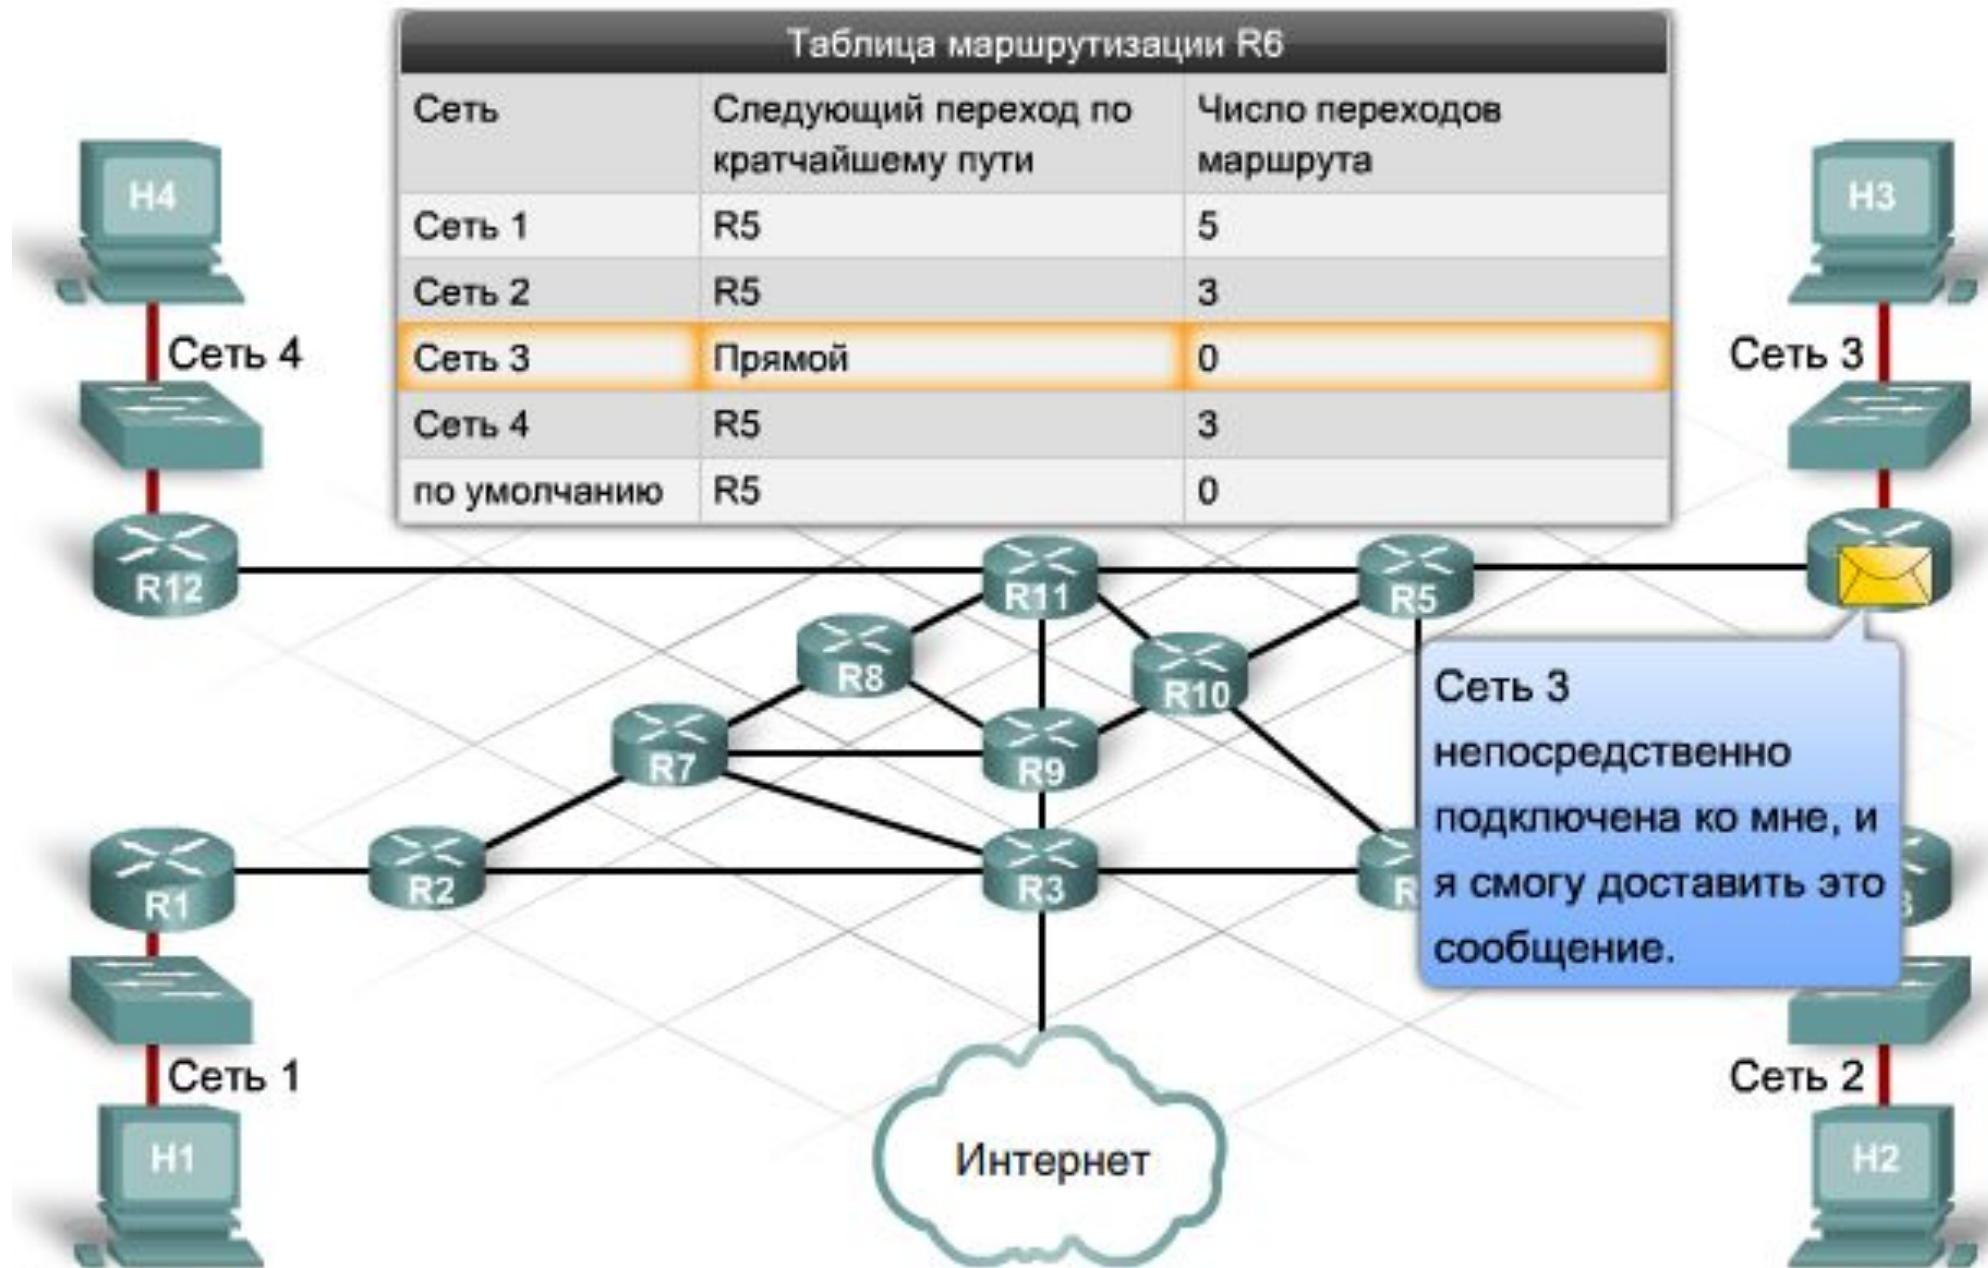 Таблица маршрутизации R6
Сеть
Следующий переход по
кратчайшему пути
Число переходов
маршрута
Сеть 1 R5 5
Сеть 2 R5 3
Сеть 3 Прямой 0
Сеть 4 R5 3
по умолчанию R5 0
H4
H3
Сеть 4
Сеть 3
R12
R11
R5
R8
R10
R7
R9
R1
R2
R3
Сеть 3
непосредственно
подключена ко мне, и
я смогу доставить это
сообщение.
Сеть 1
Сеть 2
H1
Интернет
H2